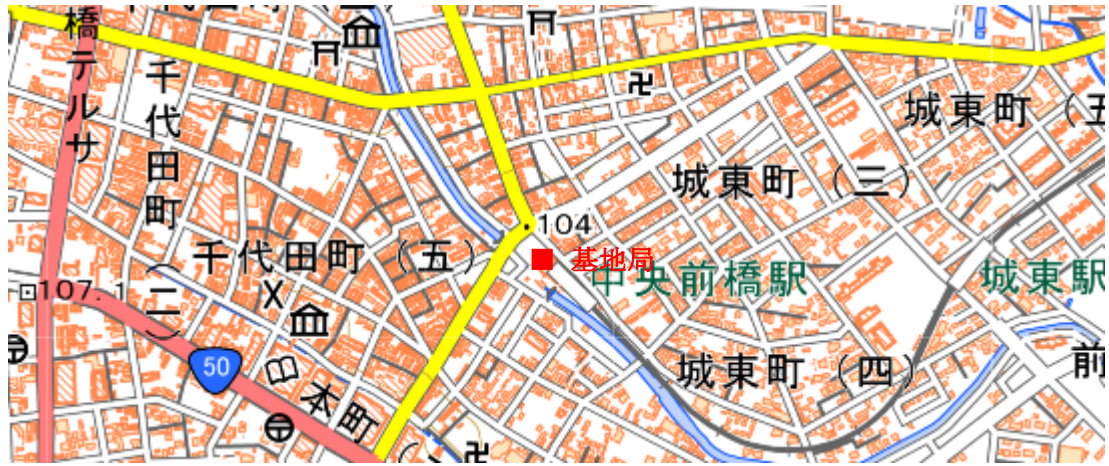 橋テルサ
千代田町
(二)
城東町(五
城東町(三)
104
千代田町(五)
基地局
中央前橋駅
城東駅
107.1
50
城東町(四)
前
本町